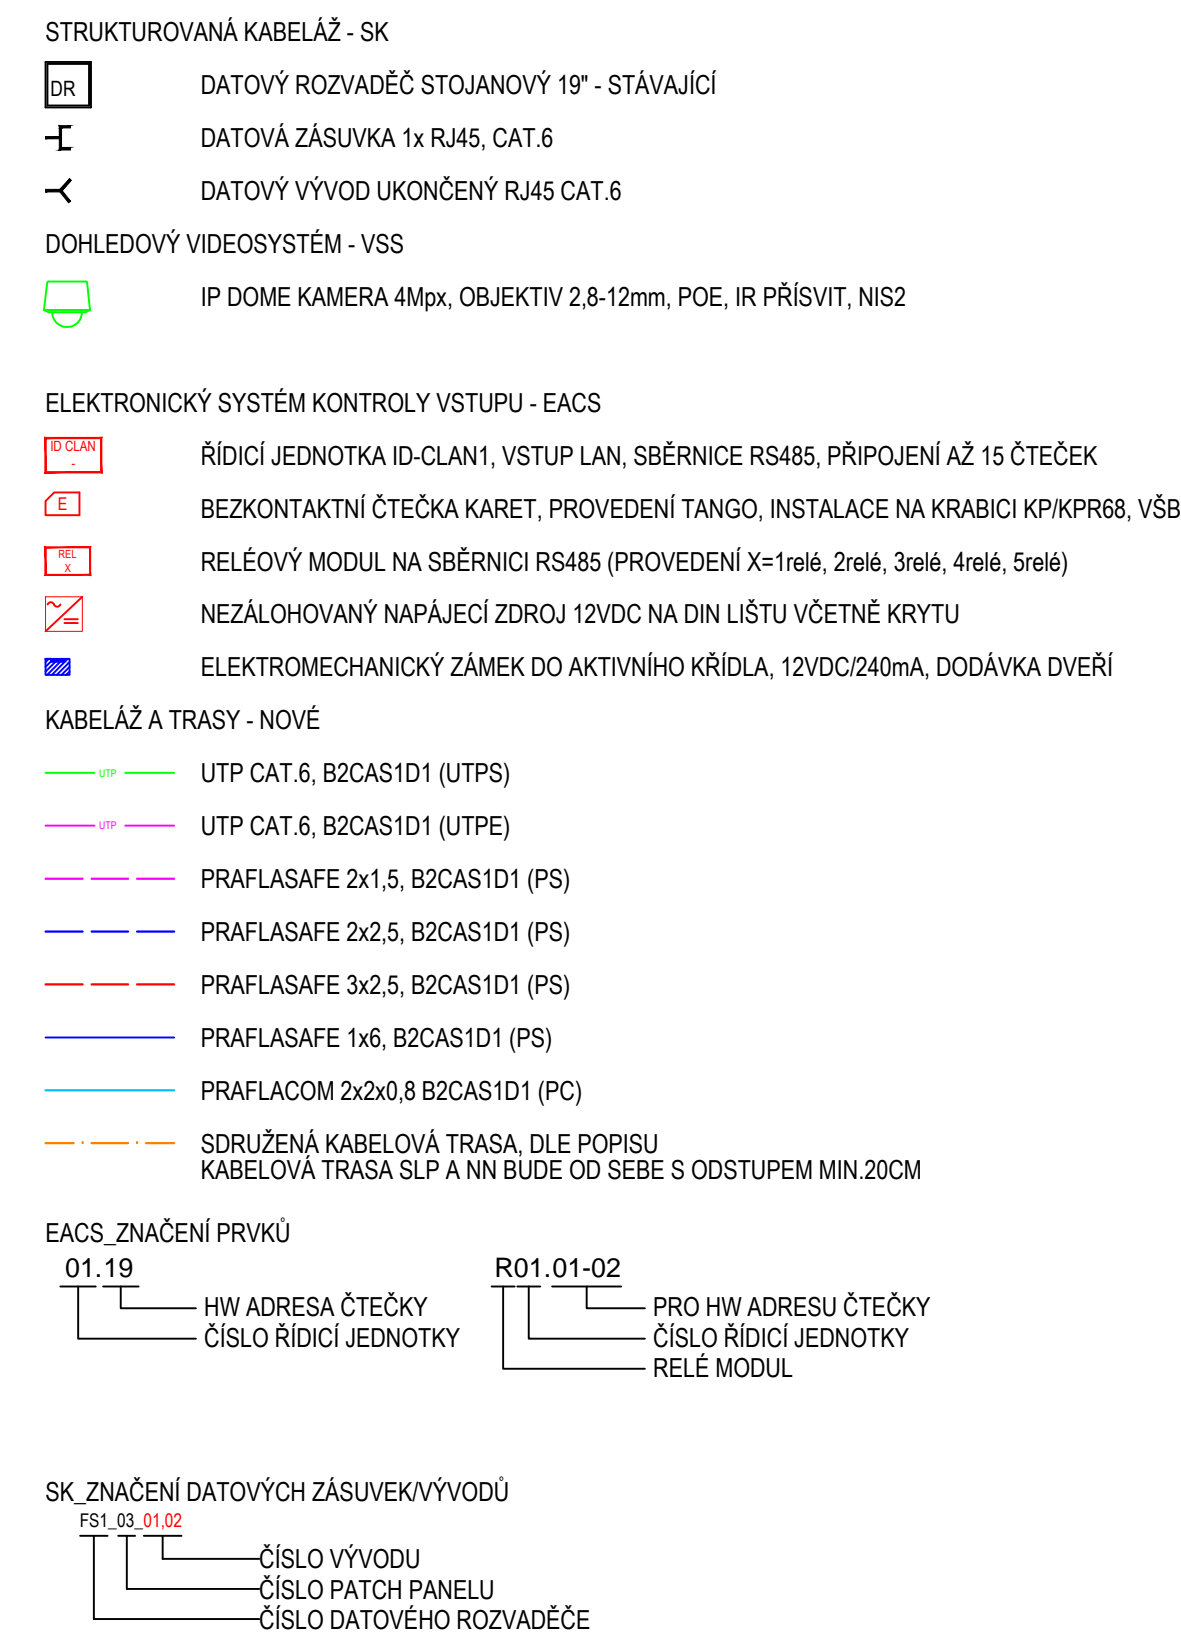 STRUKTUROVANÁ KABELÁŽ - SK
DR DATOVÝ ROZVADĚČ STOJANOVÝ 19" - STÁVAJÍCÍ
DATOVÁ ZÁSUVKA 1x RJ45, CAT.6
DATOVÝ VÝVOD UKONČENÝ RJ45 CAT.6
DOHLEDOVÝ VIDEOSYSTÉM - VSS
IP DOME KAMERA 4Mpx, OBJEKTIV 2,8-12mm, POE, IR PŘÍSVIT, NIS2
ELEKTRONICKÝ SYSTÉM KONTROLY VSTUPU - EACS
ID CLAN
-
ŘÍDICÍ JEDNOTKA ID-CLAN1, VSTUP LAN, SBĚRNICE RS485, PŘIPOJENÍ AŽ 15 ČTEČEK
E BEZKONTAKTNÍ ČTEČKA KARET, PROVEDENÍ TANGO, INSTALACE NA KRABICI KP/KPR68, VŠB
REL
X
RELÉOVÝ MODUL NA SBĚRNICI RS485 (PROVEDENÍ X=1relé, 2relé, 3relé, 4relé, 5relé)
NEZÁLOHOVANÝ NAPÁJECÍ ZDROJ 12VDC NA DIN LIŠTU VČETNĚ KRYTU
ELEKTROMECHANICKÝ ZÁMEK DO AKTIVNÍHO KŘÍDLA, 12VDC/240mA, DODÁVKA DVEŘÍ
KABELÁŽ A TRASY - NOVÉ
UTP UTP CAT.6, B2CAS1D1 (UTPS)
UTP UTP CAT.6, B2CAS1D1 (UTPE)
PRAFLASAFE 2x1,5, B2CAS1D1 (PS)
PRAFLASAFE 2x2,5, B2CAS1D1 (PS)
PRAFLASAFE 3x2,5, B2CAS1D1 (PS)
PRAFLASAFE 1x6, B2CAS1D1 (PS)
PRAFLACOM 2x2x0,8 B2CAS1D1 (PC)
SDRUŽENÁ KABELOVÁ TRASA, DLE POPISU
KABELOVÁ TRASA SLP A NN BUDE OD SEBE S ODSTUPEM MIN.20CM
EACS_ZNAČENÍ PRVKŮ
01.19
HW ADRESA ČTEČKY
ČÍSLO ŘÍDICÍ JEDNOTKY
R01.01-02
PRO HW ADRESU ČTEČKY
ČÍSLO ŘÍDICÍ JEDNOTKY
RELÉ MODUL
SK_ZNAČENÍ DATOVÝCH ZÁSUVEK/VÝVODŮ
FS1_03_01,02
ČÍSLO VÝVODU
ČÍSLO PATCH PANELU
ČÍSLO DATOVÉHO ROZVADĚČE